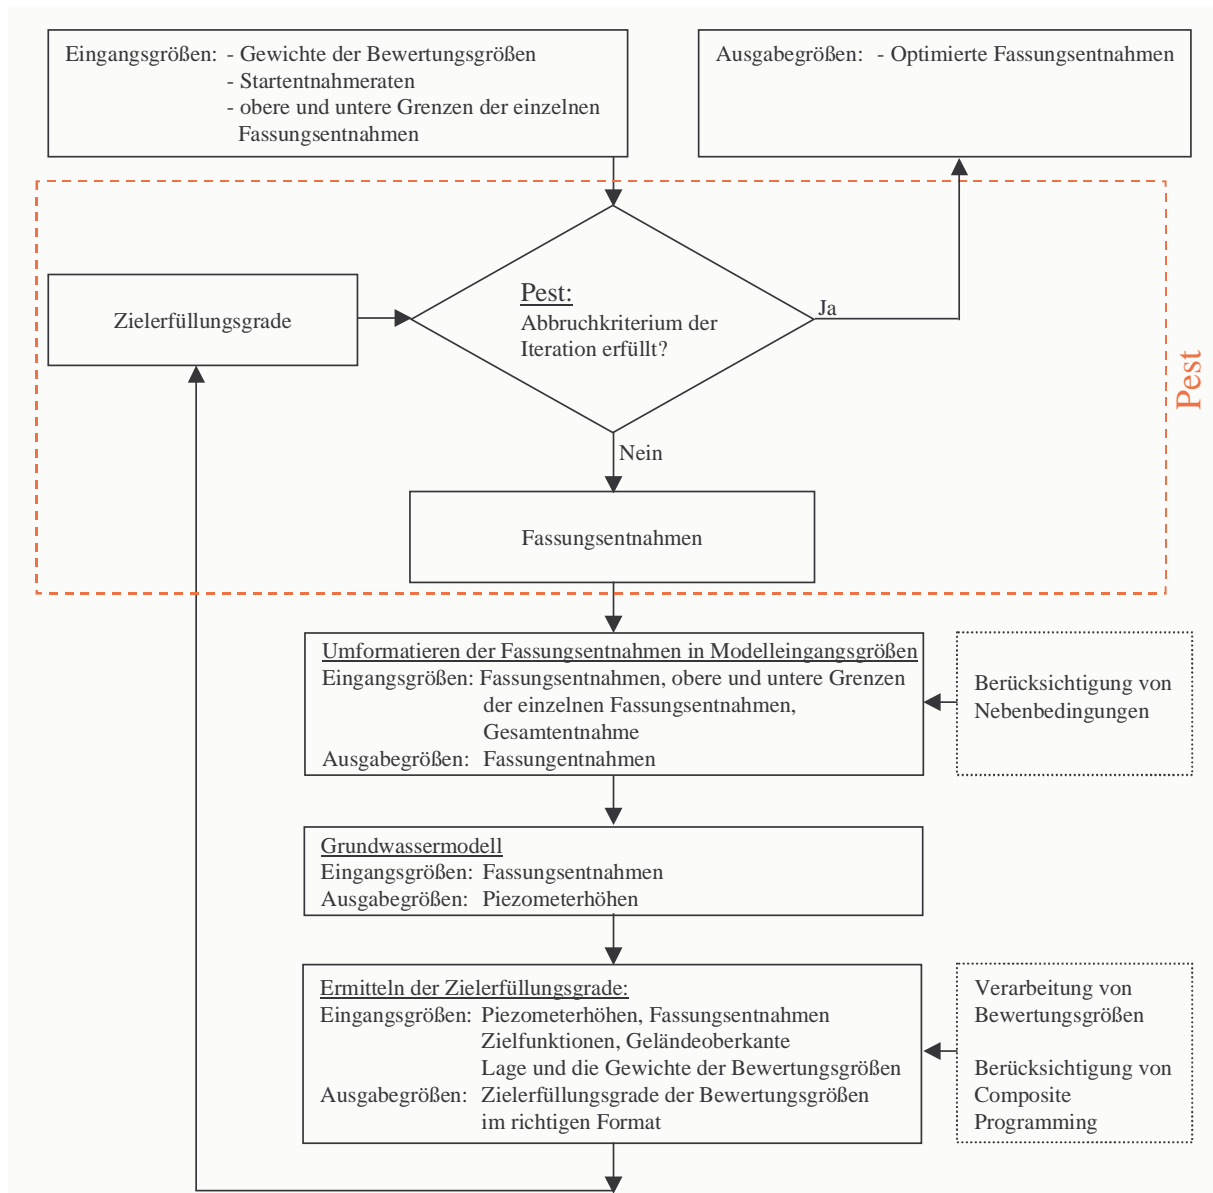 Eingangsgrößen: - Gewichte der Bewertungsgrößen
- Startentnahmeraten
- obere und untere Grenzen der einzelnen
Fassungsentnahmen
Ausgabegrößen: - Optimierte Fassungsentnahmen
Zielerfüllungsgrade
Pest:
Abbruchkriterium der
Iteration erfüllt?
Ja
Pest
Nein
Fassungsentnahmen
Umformatieren der Fassungsentnahmen in Modelleingangsgrößen
Eingangsgrößen: Fassungsentnahmen, obere und untere Grenzen
der einzelnen Fassungsentnahmen,
Gesamtentnahme
Ausgabegrößen: Fassungentnahmen
Berücksichtigung von
Nebenbedingungen
Grundwassermodell
Eingangsgrößen: Fassungsentnahmen
Ausgabegrößen: Piezometerhöhen
Ermitteln der Zielerfüllungsgrade:
Eingangsgrößen: Piezometerhöhen, Fassungsentnahmen
Zielfunktionen, Geländeoberkante
Lage und die Gewichte der Bewertungsgrößen
Ausgabegrößen: Zielerfüllungsgrade der Bewertungsgrößen
im richtigen Format
Verarbeitung von
Bewertungsgrößen
Berücksichtigung von
Composite
Programming